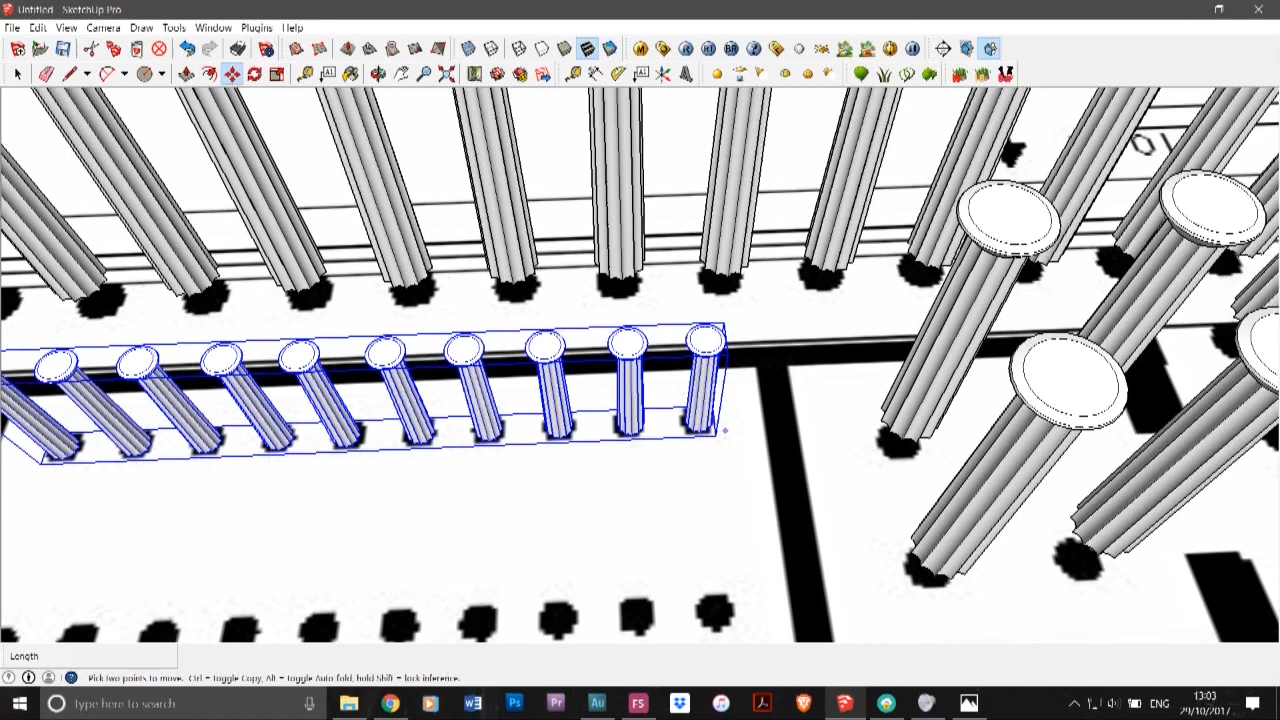 Untitled - SketchUp Pro
File Edit View Camera Draw Tools Window Plugins Help
Length
Pick two points to move. Ctrl = toggle Copy, Alt = toggle Auto-fold, hold Shift = lock inference.
Type here to search
ENG
13:03
29/10/2017